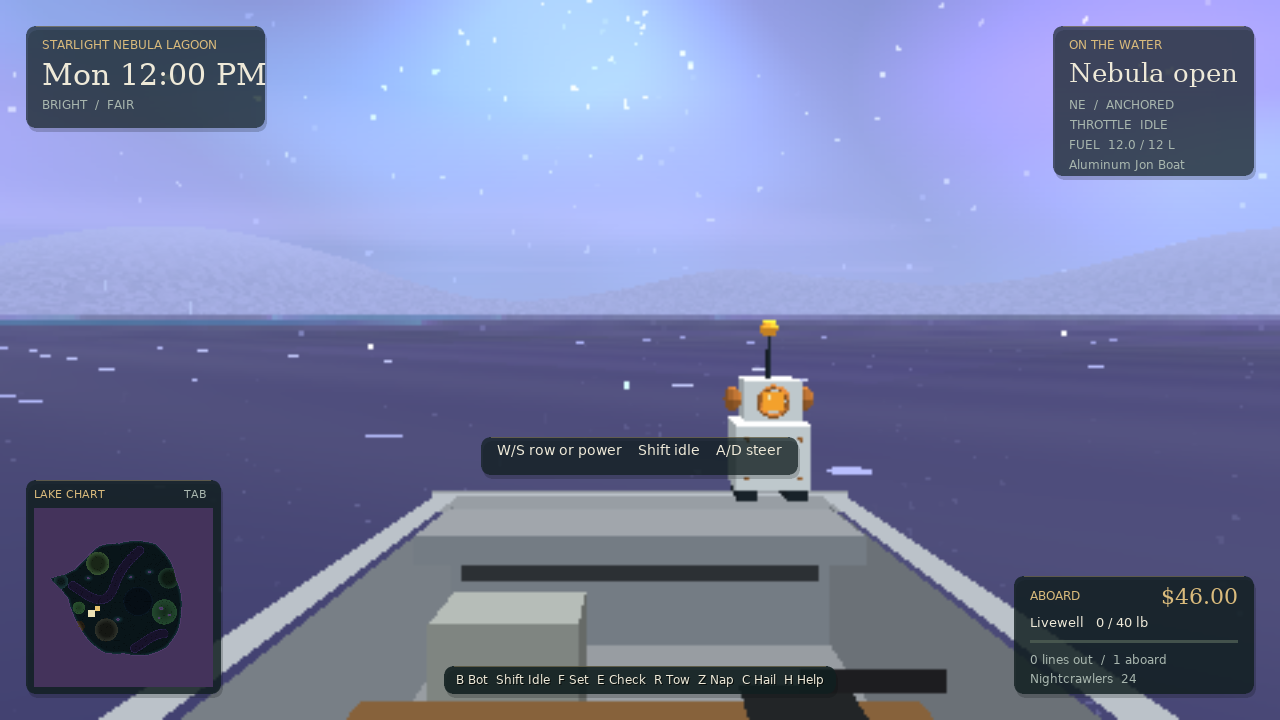 STARLIGHT NEBULA LAGOON
Mon 12:00 PM
BRIGHT / FAIR
ON THE WATER
Nebula open
NE / ANCHORED
THROTTLE IDLE
FUEL 12.0 / 12 L
Aluminum Jon Boat
W/S row or power Shift idle A/D steer
LAKE CHART TAB
ABOARD $46.00
Livewell 0 / 40 lb
0 lines out / 1 aboard
Nightcrawlers 24
B Bot Shift Idle F Set E Check R Tow Z Nap C Hail H Help